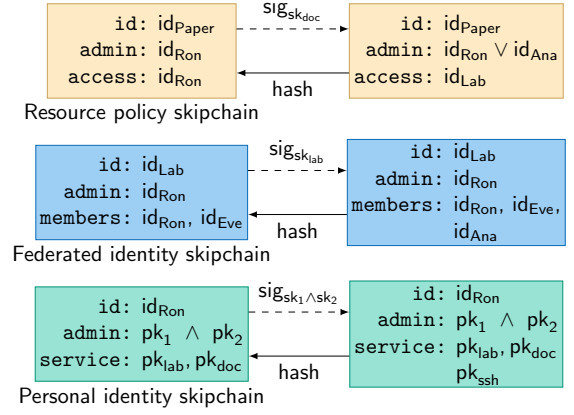 id: id_Paper
admin: id_Ron
access: id_Ron
sig_sk_doc
hash
id: id_Paper
admin: id_Ron ∨ id_Ana
access: id_Lab
Resource policy skipchain
id: id_Lab
admin: id_Ron
members: id_Ron, id_Eve
sig_sk_lab
hash
id: id_Lab
admin: id_Ron
members: id_Ron, id_Eve,
id_Ana
Federated identity skipchain
id: id_Ron
admin: pk_1 ∧ pk_2
service: pk_lab, pk_doc
sig_sk_1∧sk_2
hash
id: id_Ron
admin: pk_1 ∧ pk_2
service: pk_lab, pk_doc
pk_ssh
Personal identity skipchain